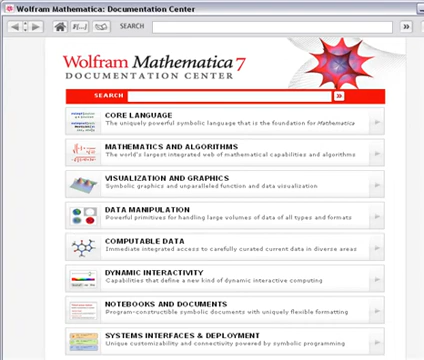 Wolfram Mathematica: Documentation Center
SEARCH
Wolfram Mathematica 7
DOCUMENTATION CENTER
SEARCH
CORE LANGUAGE
The uniquely powerful symbolic language that is the foundation for Mathematica
MATHEMATICS AND ALGORITHMS
The world's largest integrated web of mathematical capabilities and algorithms
VISUALIZATION AND GRAPHICS
Symbolic graphics and unparalleled function and data visualization
DATA MANIPULATION
Powerful primitives for handling large volumes of data of all types and formats
COMPUTABLE DATA
Immediate integrated access to carefully curated current data in diverse areas
DYNAMIC INTERACTIVITY
Capabilities that define a new kind of dynamic interactive computing
NOTEBOOKS AND DOCUMENTS
Program-constructible symbolic documents with uniquely flexible formatting
SYSTEMS INTERFACES & DEPLOYMENT
Unique customizability and connectivity powered by symbolic programming